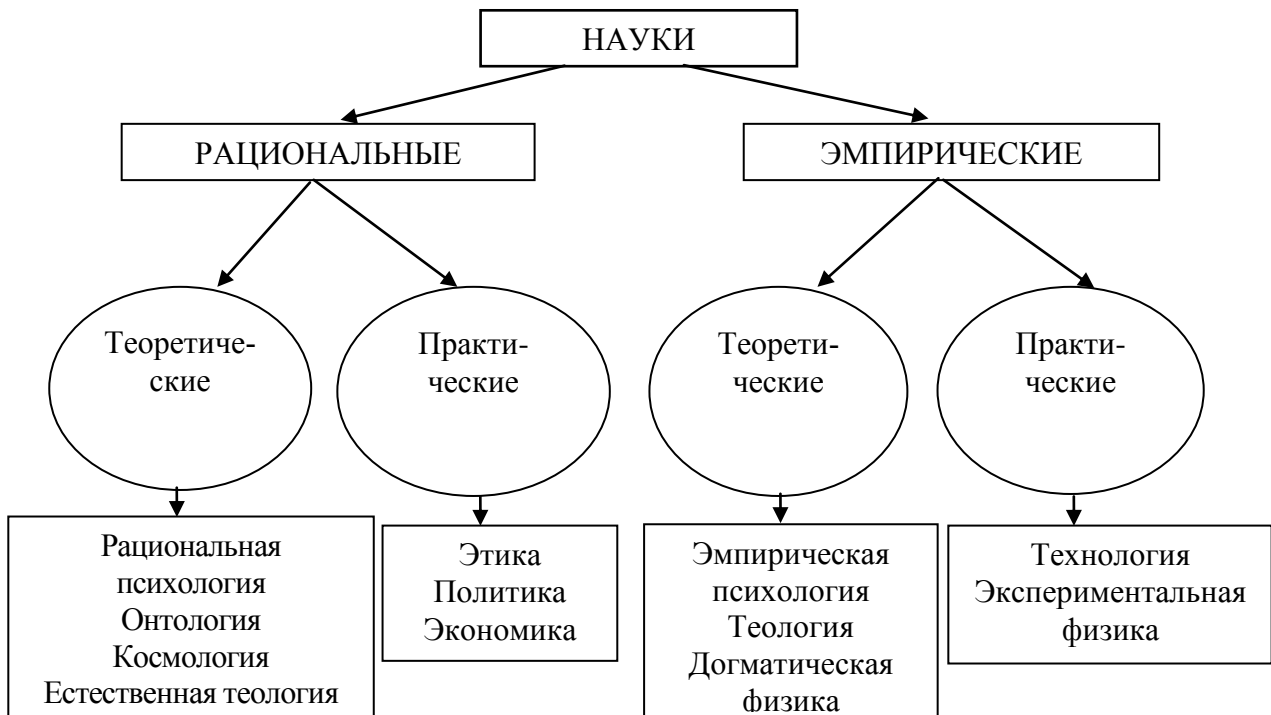 НАУКИ
РАЦИОНАЛЬНЫЕ
ЭМПИРИЧЕСКИЕ
Теоретиче-
ские
Практи-
ческие
Теорети-
ческие
Практи-
ческие
Рациональная
психология
Онтология
Космология
Естественная теология
Этика
Политика
Экономика
Эмпирическая
психология
Теология
Догматическая
физика
Технология
Экспериментальная
физика